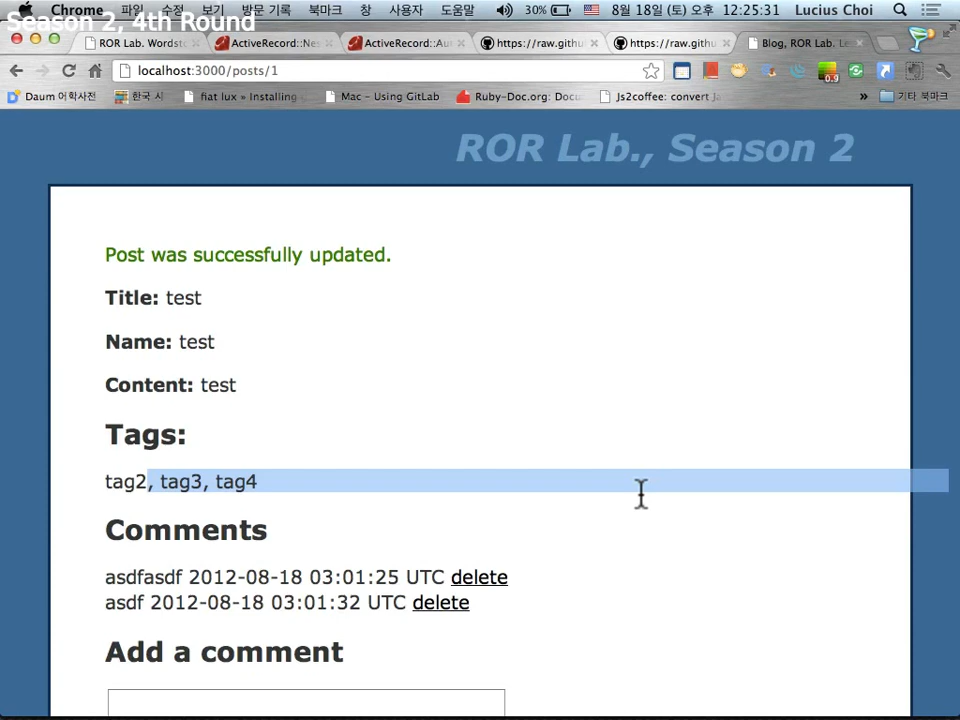 Chrome 파일 수정 보기 방문 기록 북마크 창 사용자 도움말 30% 8월 18일 (토) 오후 12:25:31 Lucius Choi
Season 2, 4th Round
ROR Lab. Wordst ActiveRecord::Nes ActiveRecord::Au https://raw.githu https://raw.githu Blog, ROR Lab. Le
localhost:3000/posts/1
0.9
Daum 어학사전 한국 시 fiat lux » Installing Mac - Using GitLab Ruby-Doc.org: Docu Js2coffee: convert Ja » 기타 북마크
ROR Lab., Season 2
Post was successfully updated.
Title: test
Name: test
Content: test
Tags:
tag2, tag3, tag4
Comments
asdfasdf 2012-08-18 03:01:25 UTC delete
asdf 2012-08-18 03:01:32 UTC delete
Add a comment